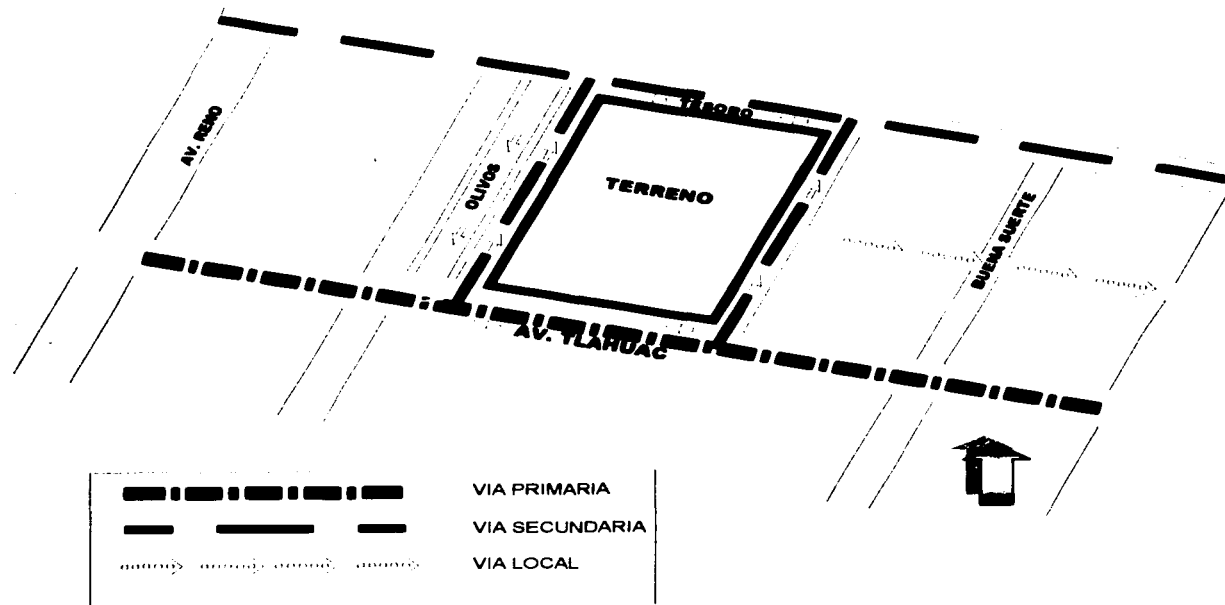 TESORO
AV. RENO
OLIVOS
TERRENO
BUENA SUERTE
AV. TLAHUAC
VIA PRIMARIA
VIA SECUNDARIA
VIA LOCAL